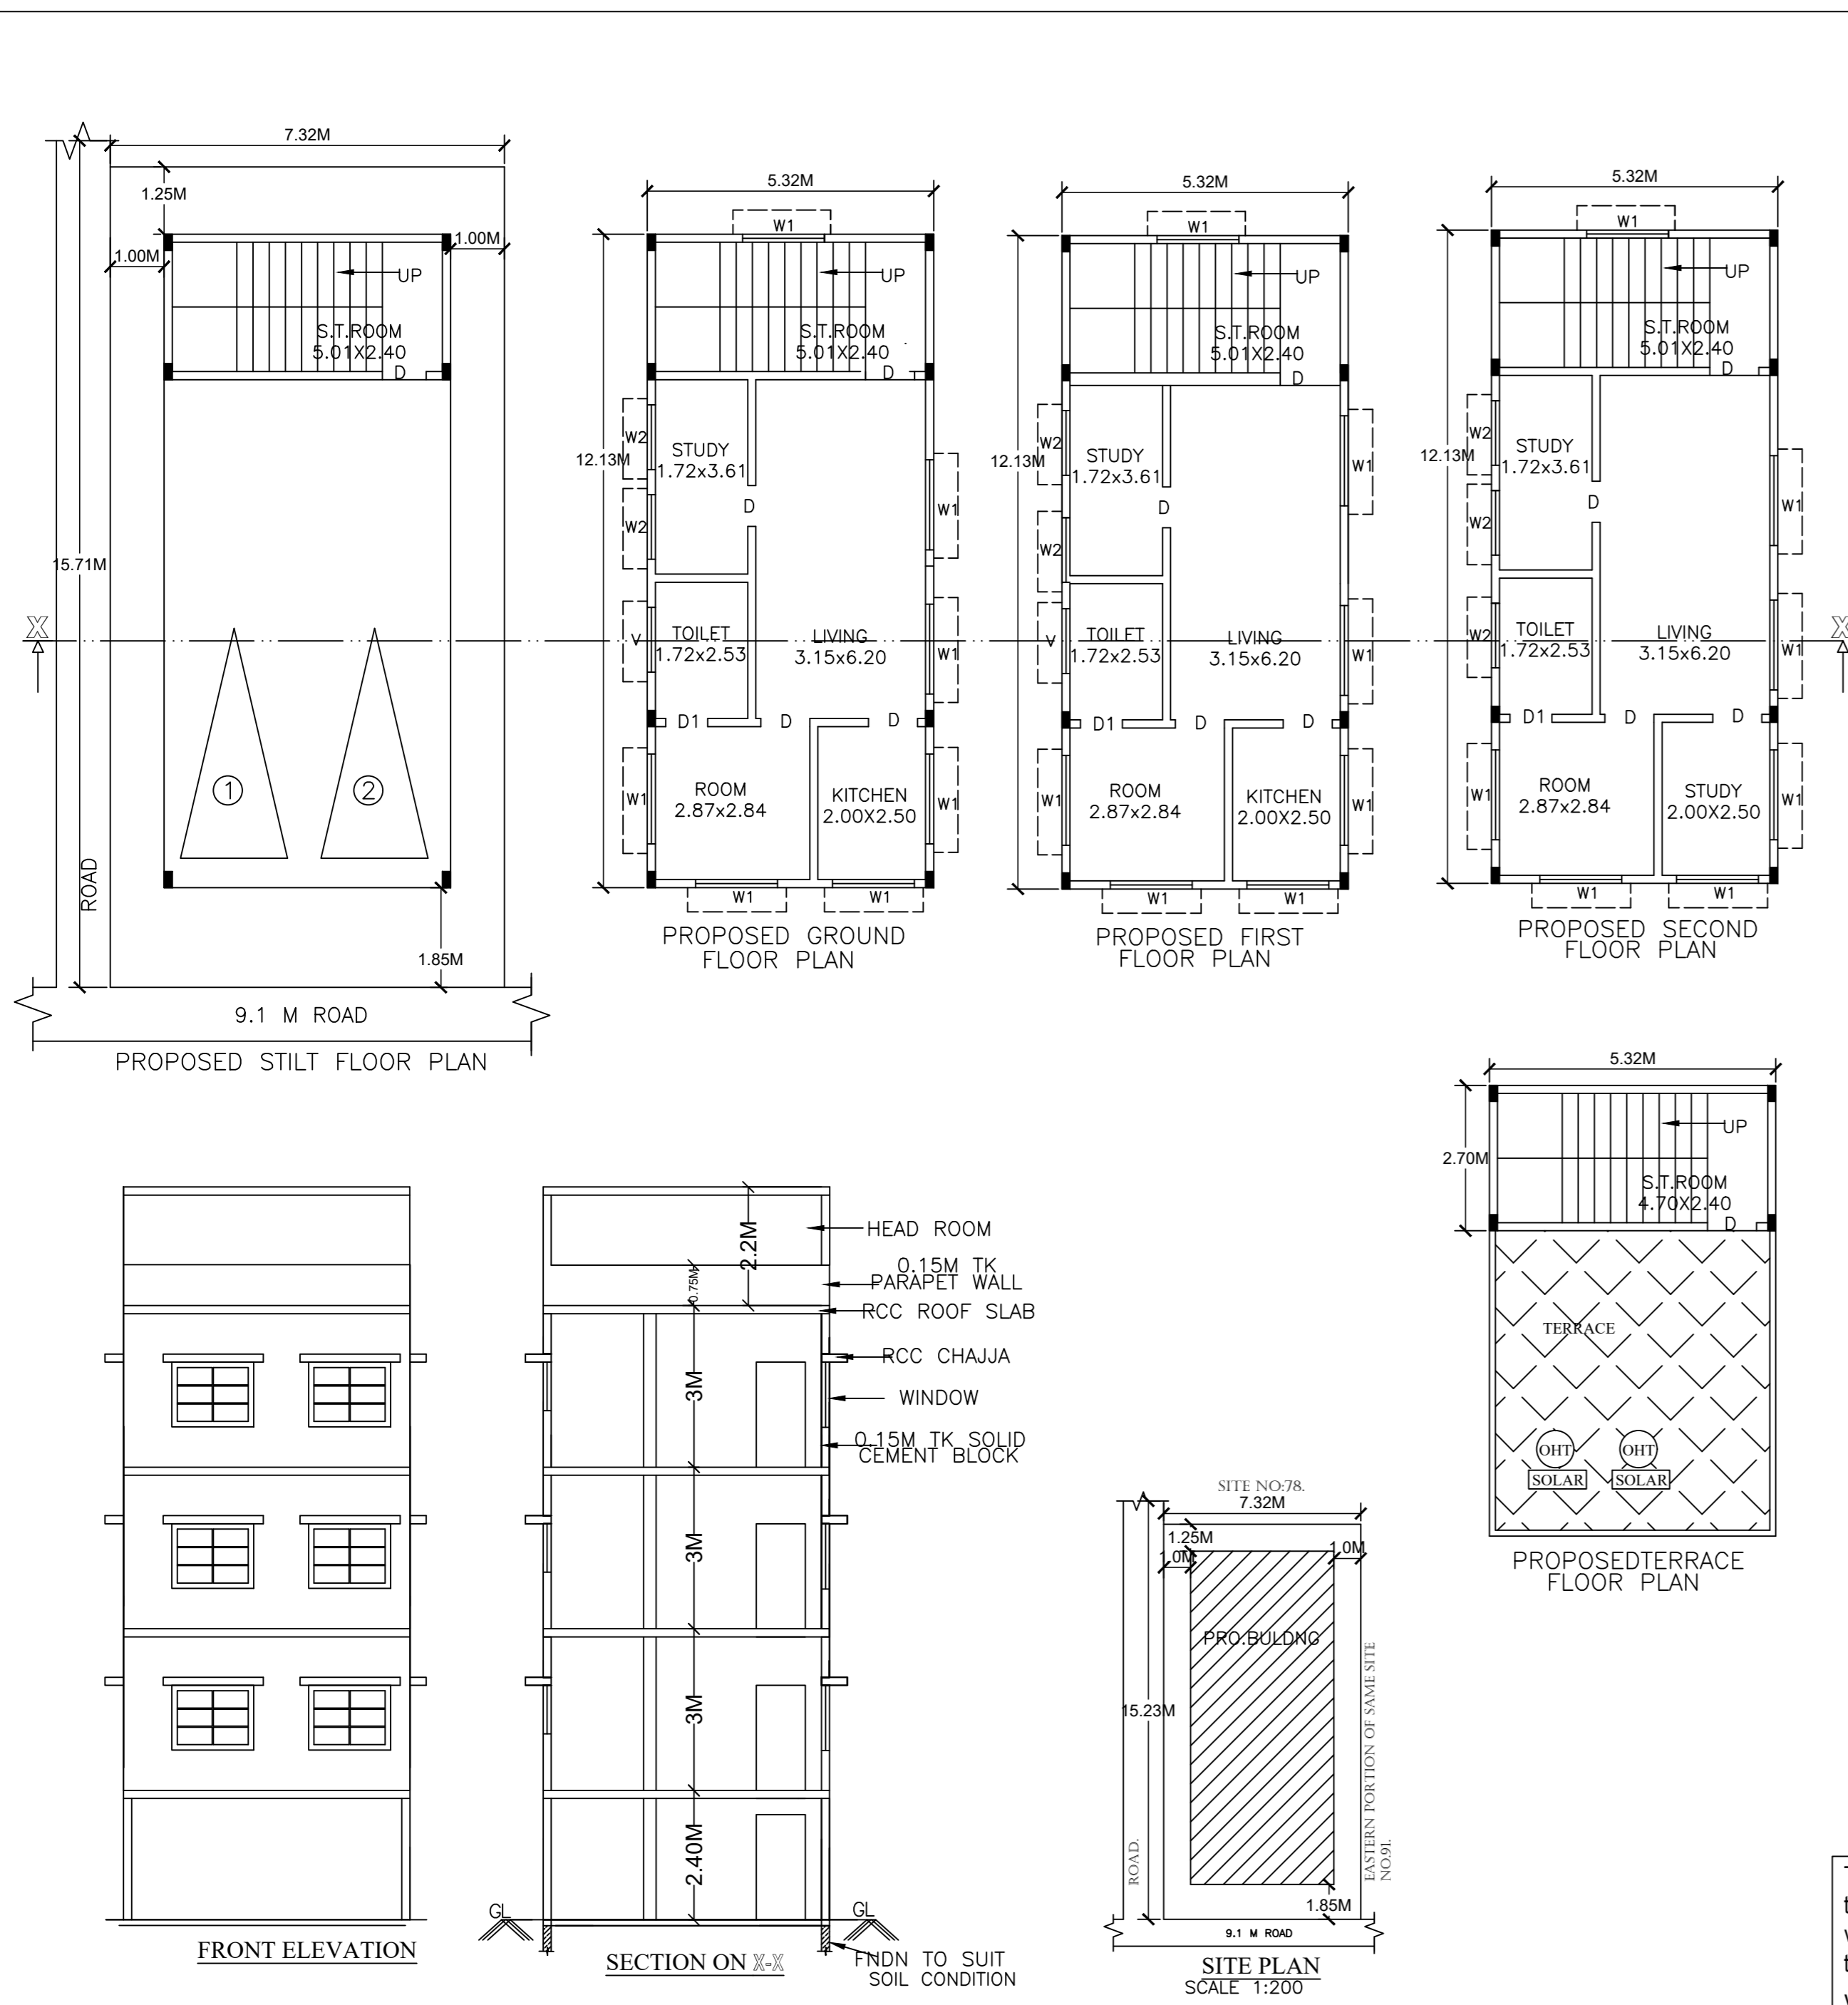 7.32M
1.25M
1.00M
1.00M
UP
S.T.ROOM
5.01X2.40
D
15.71M
X
1
2
ROAD
1.85M
9.1 M ROAD
PROPOSED STILT FLOOR PLAN
5.32M
W1
UP
S.T.ROOM
5.01X2.40
D
12.13M
W2
STUDY
1.72x3.61
W2
D
W1
V
TOILET
1.72x2.53
LIVING
3.15x6.20
W1
D1
D
D
W1
ROOM
2.87x2.84
KITCHEN
2.00X2.50
W1
W1
W1
PROPOSED GROUND
FLOOR PLAN
5.32M
W1
UP
S.T.ROOM
5.01X2.40
D
12.13M
W2
STUDY
1.72x3.61
W1
W2
D
V
TOILET
1.72x2.53
LIVING
3.15x6.20
W1
D1
D
D
W1
ROOM
2.87x2.84
KITCHEN
2.00X2.50
W1
W1
W1
PROPOSED FIRST
FLOOR PLAN
5.32M
W1
UP
S.T.ROOM
5.01X2.40
D
12.13M
W2
STUDY
1.72x3.61
W2
D
W1
W2
TOILET
1.72x2.53
LIVING
3.15x6.20
W1
X
D1
D
D
W1
ROOM
2.87x2.84
STUDY
2.00X2.50
W1
W1
W1
PROPOSED SECOND
FLOOR PLAN
5.32M
2.70M
UP
S.T.ROOM
4.70X2.40
D
TERRACE
OHT
OHT
SOLAR
SOLAR
PROPOSEDTERRACE
FLOOR PLAN
FRONT ELEVATION
2.2M
HEAD ROOM
0.75M
0.15M TK
PARAPET WALL
RCC ROOF SLAB
RCC CHAJJA
3M
WINDOW
0.15M TK SOLID
CEMENT BLOCK
3M
3M
2.40M
GL
GL
FNDN TO SUIT
SOIL CONDITION
SECTION ON X-X
SITE NO:78.
7.32M
1.25M
1.0M
1.0M
PRO.BULDNG
15.23M
ROAD.
EASTERN PORTION OF SAME SITE
NO.91.
1.85M
9.1 M ROAD
SITE PLAN
SCALE 1:200